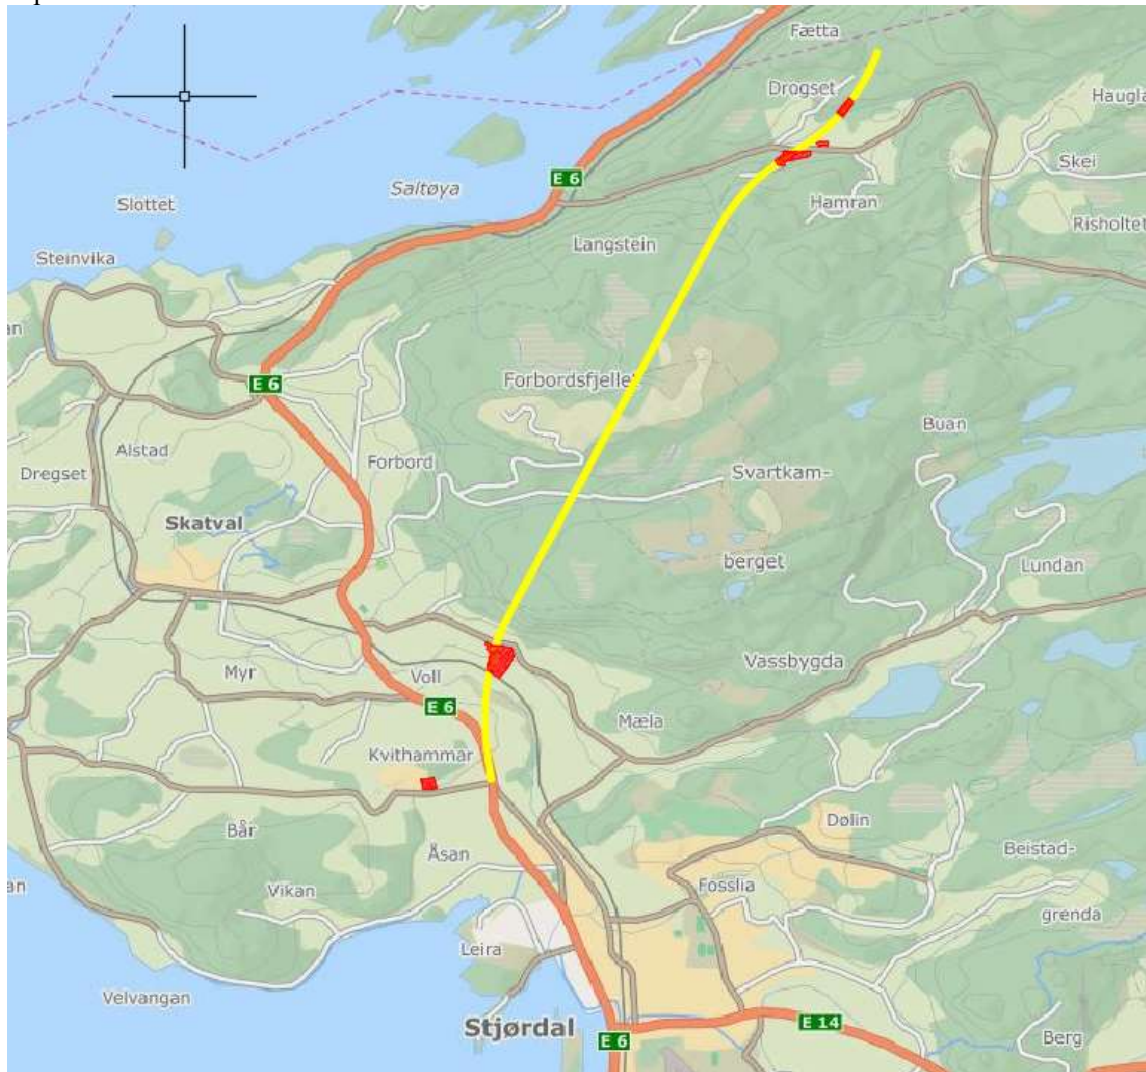 Fætta
Drogset
Haugla
E 6
Skei
Saltøya
Slottet
Hamran
Risholtet
Langstein
Steinvika
an
Forbordsfjellet
E 6
Buan
Alstad
Forbord
Dregset
Svartkam-
Skatval
berget
Lundan
Myr
Voll
Vassbygda
E 6
Mæla
Kvithammar
Bår
Åsan
Dølin
Beistad-
Vikan
Fosslia
an
grenda
Leira
Velvangan
Stjørdal
E 14
E 6
Berg